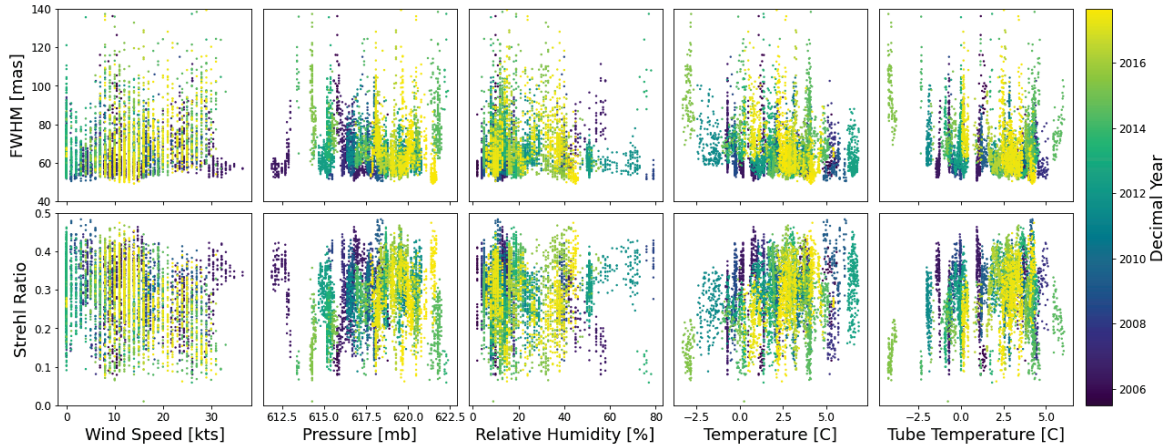 140
120
100
80
60
40
FWHM [mas]
0.5
0.4
0.3
0.2
0.1
0.0
Strehl Ratio
0 10 20 30
Wind Speed [kts]
612.5 615.0 617.5 620.0 622.5
Pressure [mb]
0 20 40 60 80
Relative Humidity [%]
−2.5 0.0 2.5 5.0
Temperature [C]
−2.5 0.0 2.5 5.0
Tube Temperature [C]
2016
2014
2012
2010
2008
2006
Decimal Year